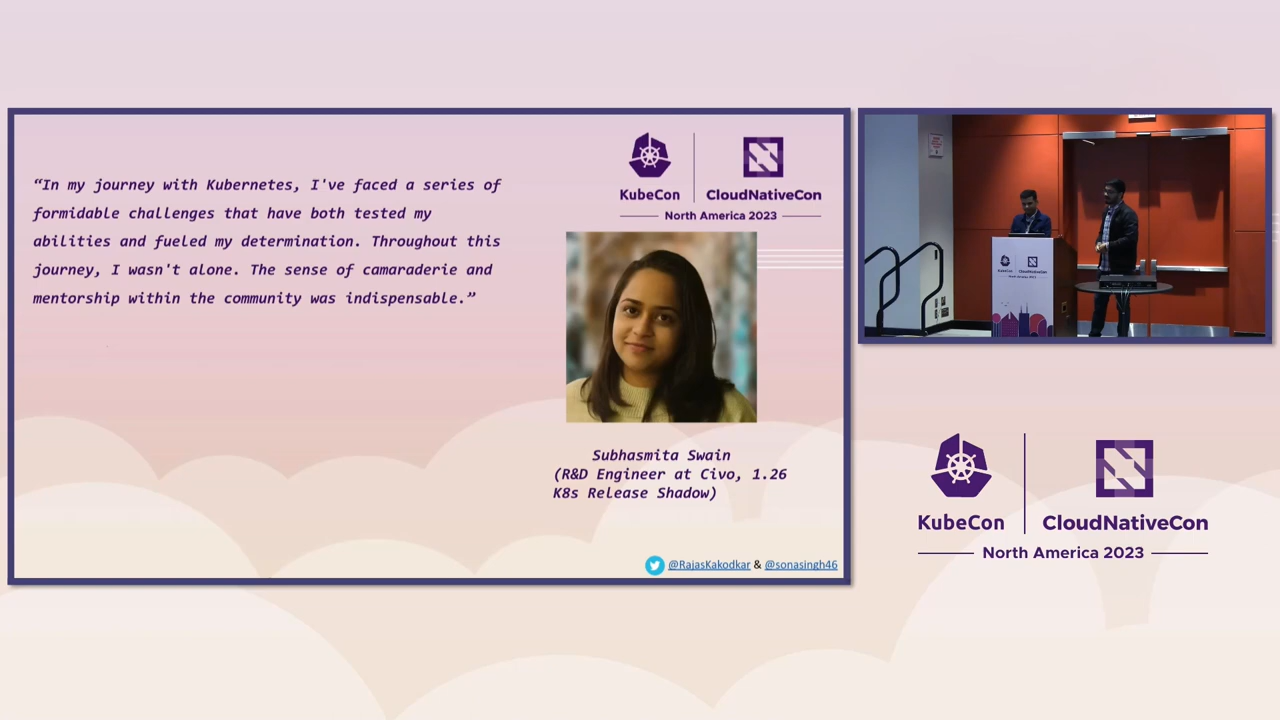 “In my journey with Kubernetes, I've faced a series of
formidable challenges that have both tested my
abilities and fueled my determination. Throughout this
journey, I wasn't alone. The sense of camaraderie and
mentorship within the community was indispensable.”
KubeCon
CloudNativeCon
North America 2023
Subhasmita Swain
(R&D Engineer at Civo, 1.26
K8s Release Shadow)
@RajasKakodkar & @sonasingh46
KubeCon
CloudNativeCon
North America 2023